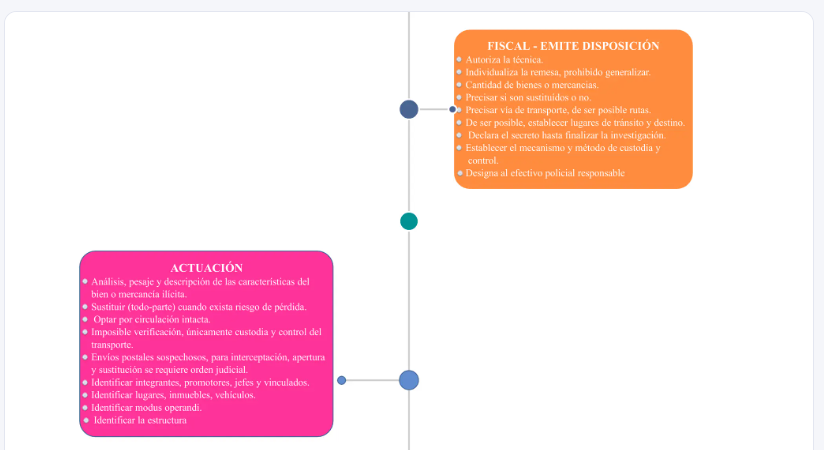 FISCAL - EMITE DISPOSICIÓN
Autoriza la técnica.
Individualiza la remesa, prohibido generalizar.
Cantidad de bienes o mercancías.
Precisar si son sustituidos o no.
Precisar vía de transporte, de ser posible rutas.
De ser posible, establecer lugares de tránsito y destino.
Declara el secreto hasta finalizar la investigación.
Establecer el mecanismo y método de custodia y
control.
Designa al efectivo policial responsable
ACTUACIÓN
Análisis, pesaje y descripción de las características del
bien o mercancía ilícita.
Sustituir (todo-parte) cuando exista riesgo de pérdida.
Optar por circulación intacta.
Imposible verificación, únicamente custodia y control del
transporte.
Envíos postales sospechosos, para interceptación, apertura
y sustitución se requiere orden judicial.
Identificar integrantes, promotores, jefes y vinculados.
Identificar lugares, inmuebles, vehículos.
Identificar modus operandi.
Identificar la estructura